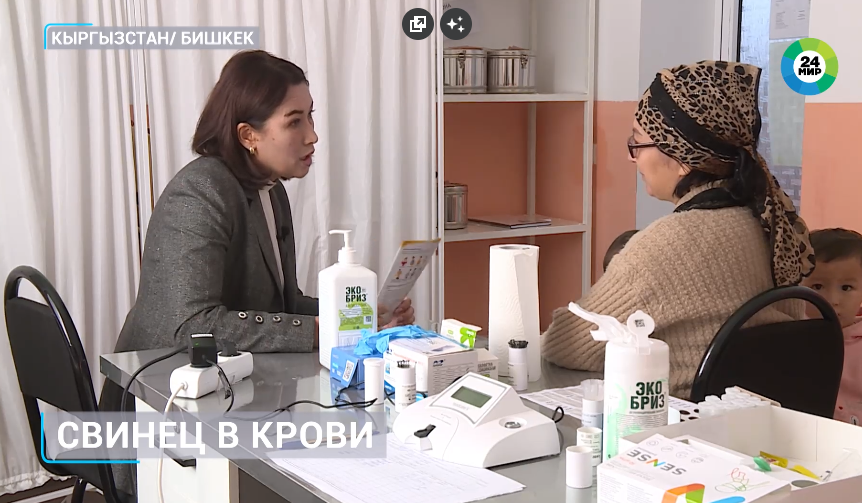 КЫРГЫЗСТАН/ БИШКЕК
24
МИР
ЭКО
БРИЗ
ЭКО
БРИЗ
SENSE
СВИНЕЦ В КРОВИ